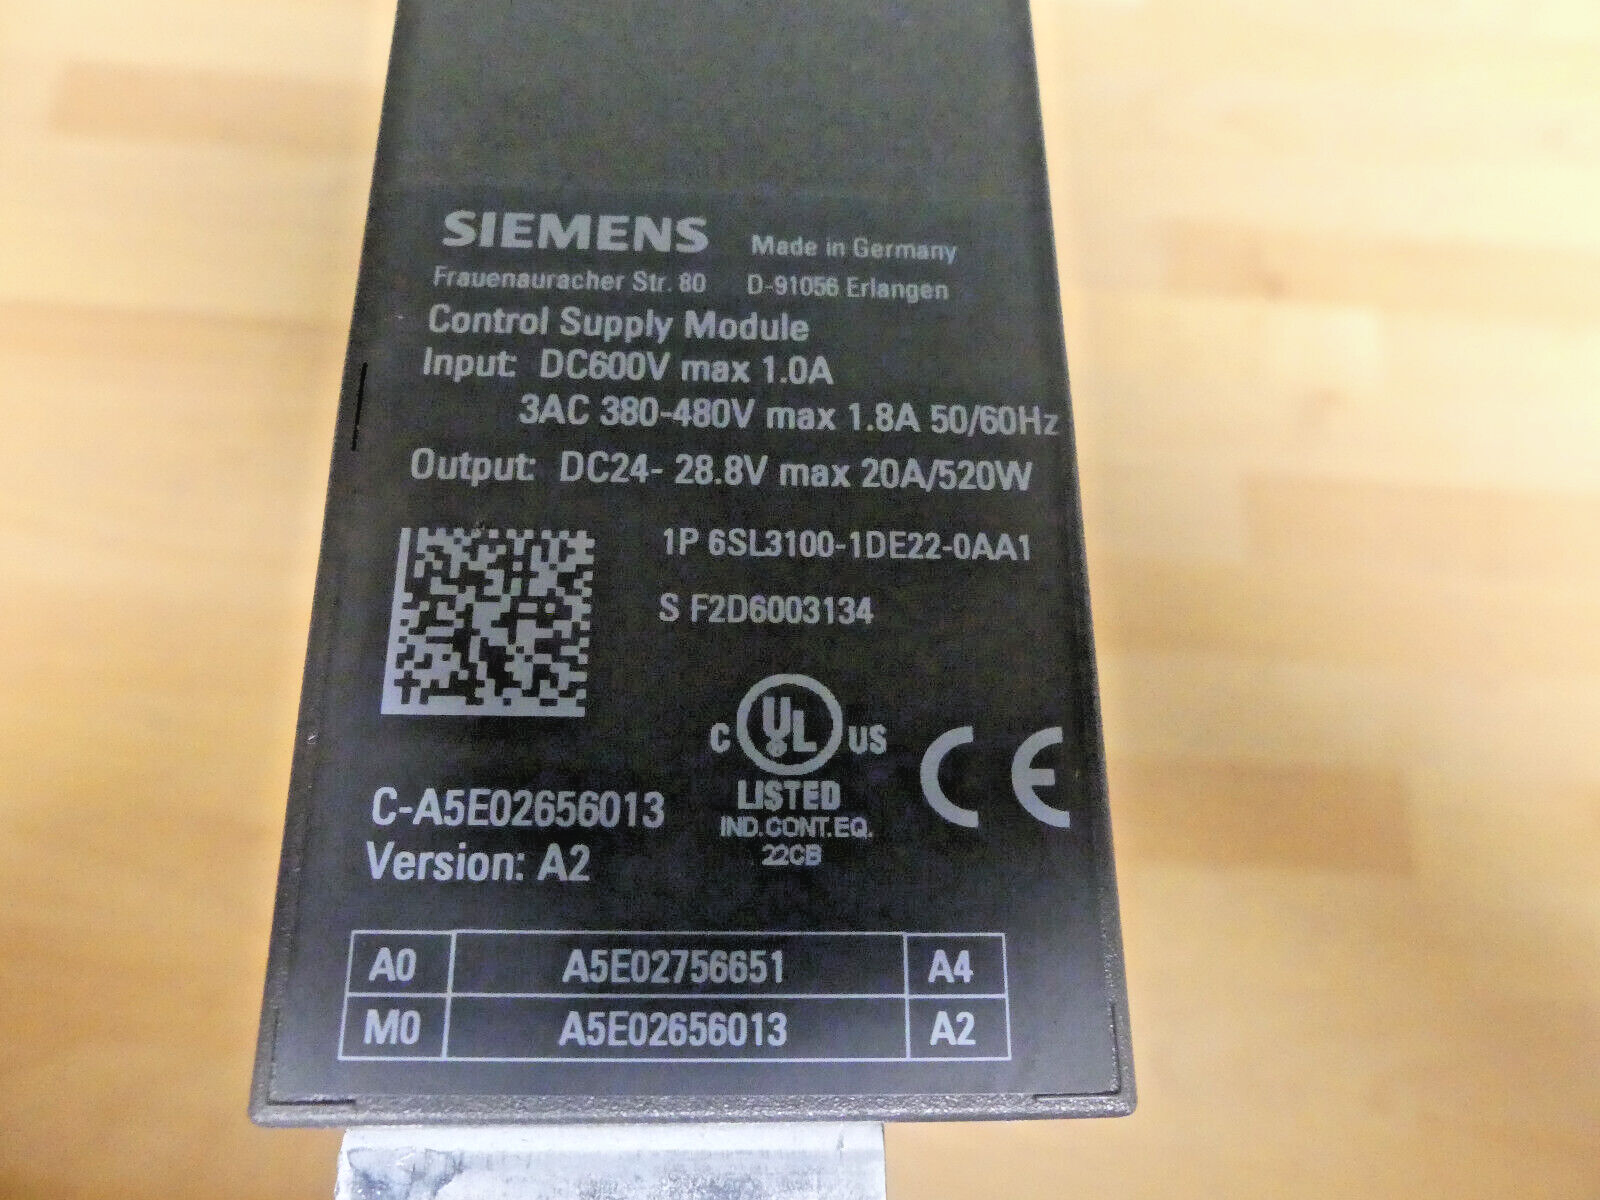 SIEMENS Made in Germany
Frauenauracher Str. 80 D-91056 Erlangen
Control Supply Module
Input: DC600V max 1.0A
3AC 380-480V max 1.8A 50/60Hz
Output: DC24- 28.8V max 20A/520W
1P 6SL3100-1DE22-0AA1
S F2D6003134
C UL US
LISTED
IND.CONT.EQ.
22CB
CE
C-A5E02656013
Version: A2
A0 A5E02756651 A4
M0 A5E02656013 A2